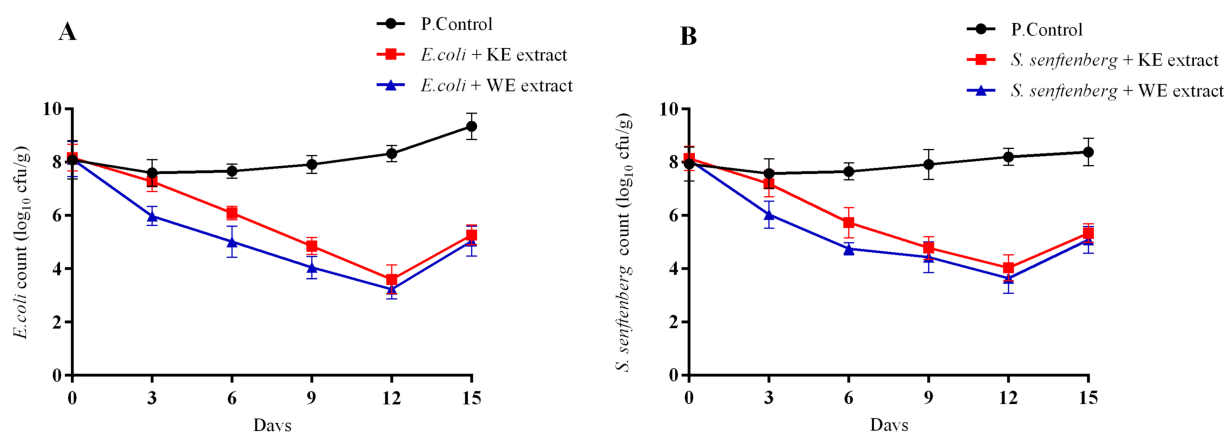 A
P.Control
E.coli + KE extract
E.coli + WE extract
E.coli count (log10 cfu/g)
10
8
6
4
2
0
0 3 6 9 12 15
Days
B
P.Control
S. senftenberg + KE extract
S. senftenberg + WE extract
S. senftenberg count (log10 cfu/g)
10
8
6
4
2
0
0 3 6 9 12 15
Days